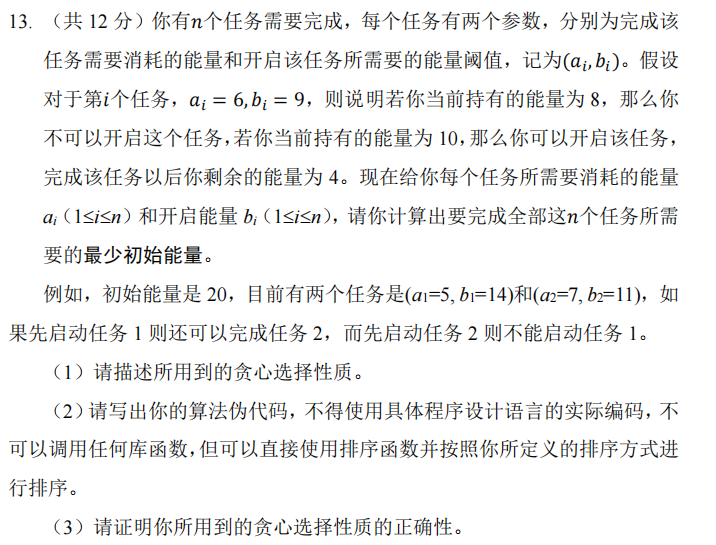 13. （共 12 分）你有n个任务需要完成，每个任务有两个参数，分别为完成该
任务需要消耗的能量和开启该任务所需要的能量阈值，记为(aᵢ, bᵢ)。假设
对于第i个任务，aᵢ = 6, bᵢ = 9，则说明若你当前持有的能量为 8，那么你
不可以开启这个任务，若你当前持有的能量为 10，那么你可以开启该任务，
完成该任务以后你剩余的能量为 4。现在给你每个任务所需要消耗的能量
aᵢ（1≤i≤n）和开启能量 bᵢ（1≤i≤n），请你计算出要完成全部这n个任务所需
要的最少初始能量。
例如，初始能量是 20，目前有两个任务是(a₁=5, b₁=14)和(a₂=7, b₂=11)，如
果先启动任务 1 则还可以完成任务 2，而先启动任务 2 则不能启动任务 1。
（1）请描述所用到的贪心选择性质。
（2）请写出你的算法伪代码，不得使用具体程序设计语言的实际编码，不
可以调用任何库函数，但可以直接使用排序函数并按照你所定义的排序方式进
行排序。
（3）请证明你所用到的贪心选择性质的正确性。